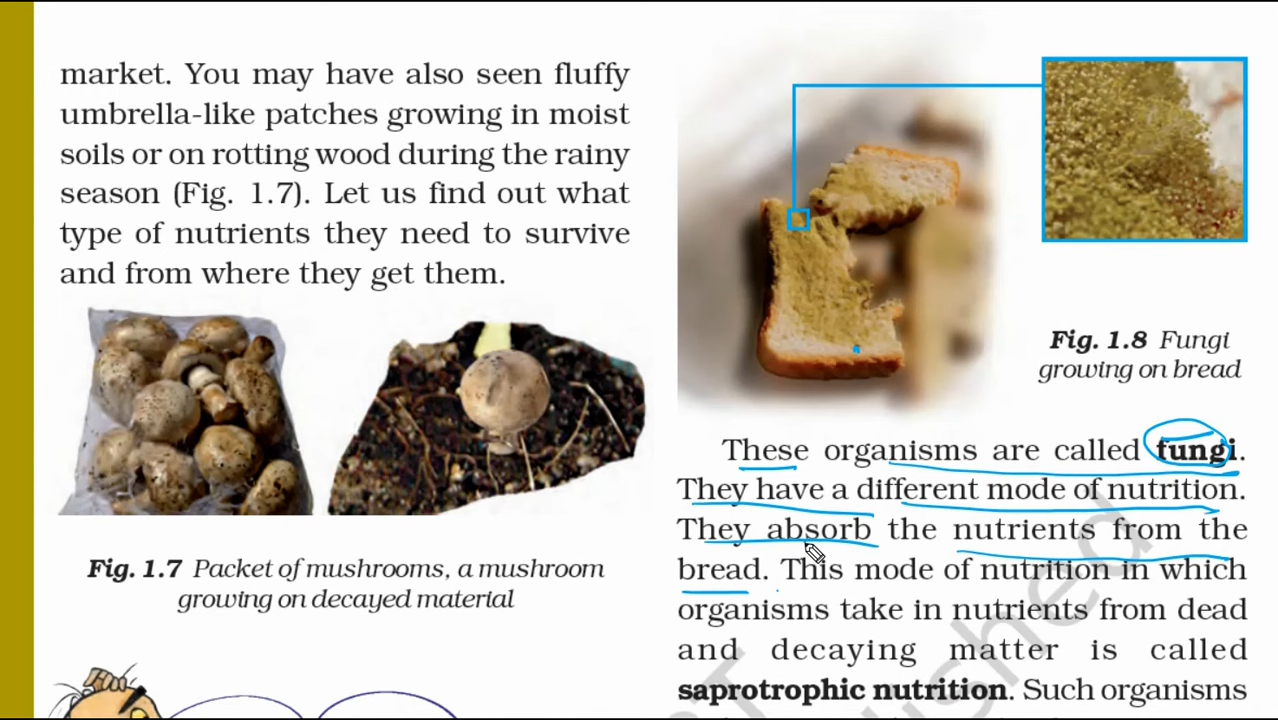 market. You may have also seen fluffy
umbrella-like patches growing in moist
soils or on rotting wood during the rainy
season (Fig. 1.7). Let us find out what
type of nutrients they need to survive
and from where they get them.
Fig. 1.7 Packet of mushrooms, a mushroom
growing on decayed material
Fig. 1.8 Fungi
growing on bread
These organisms are called fungi.
They have a different mode of nutrition.
They absorb the nutrients from the
bread. This mode of nutrition in which
organisms take in nutrients from dead
and decaying matter is called
saprotrophic nutrition. Such organisms